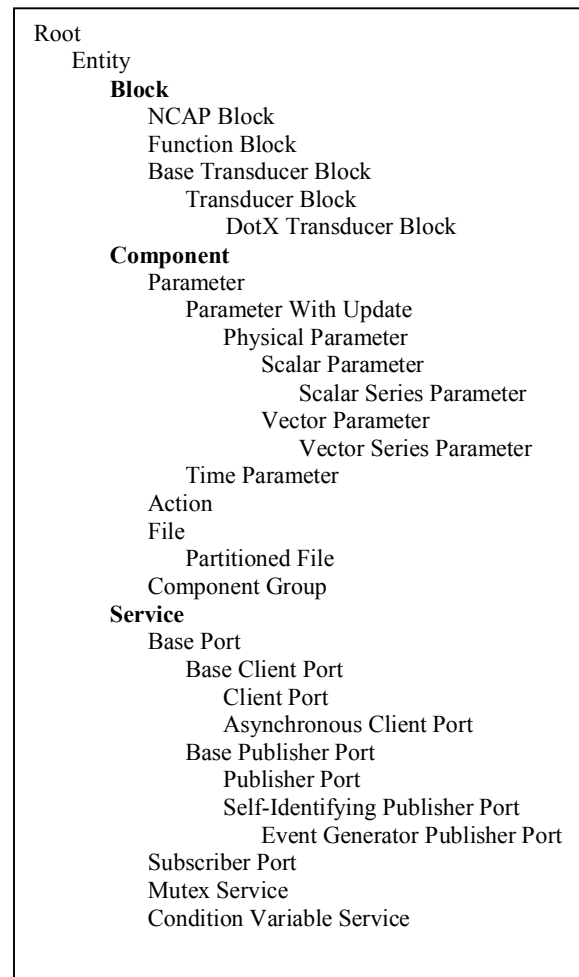 Root
Entity
Block
NCAP Block
Function Block
Base Transducer Block
Transducer Block
DotX Transducer Block
Component
Parameter
Parameter With Update
Physical Parameter
Scalar Parameter
Scalar Series Parameter
Vector Parameter
Vector Series Parameter
Time Parameter
Action
File
Partitioned File
Component Group
Service
Base Port
Base Client Port
Client Port
Asynchronous Client Port
Base Publisher Port
Publisher Port
Self-Identifying Publisher Port
Event Generator Publisher Port
Subscriber Port
Mutex Service
Condition Variable Service